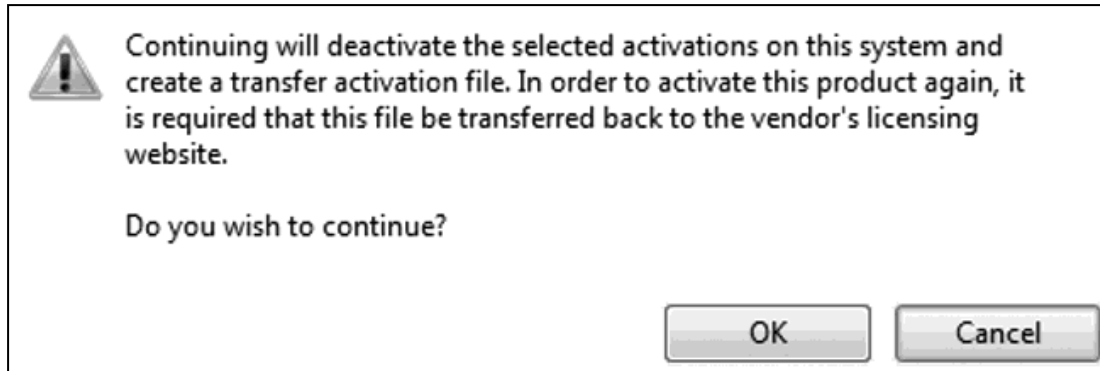 Continuing will deactivate the selected activations on this system and
create a transfer activation file. In order to activate this product again, it
is required that this file be transferred back to the vendor's licensing
website.
Do you wish to continue?
OK
Cancel